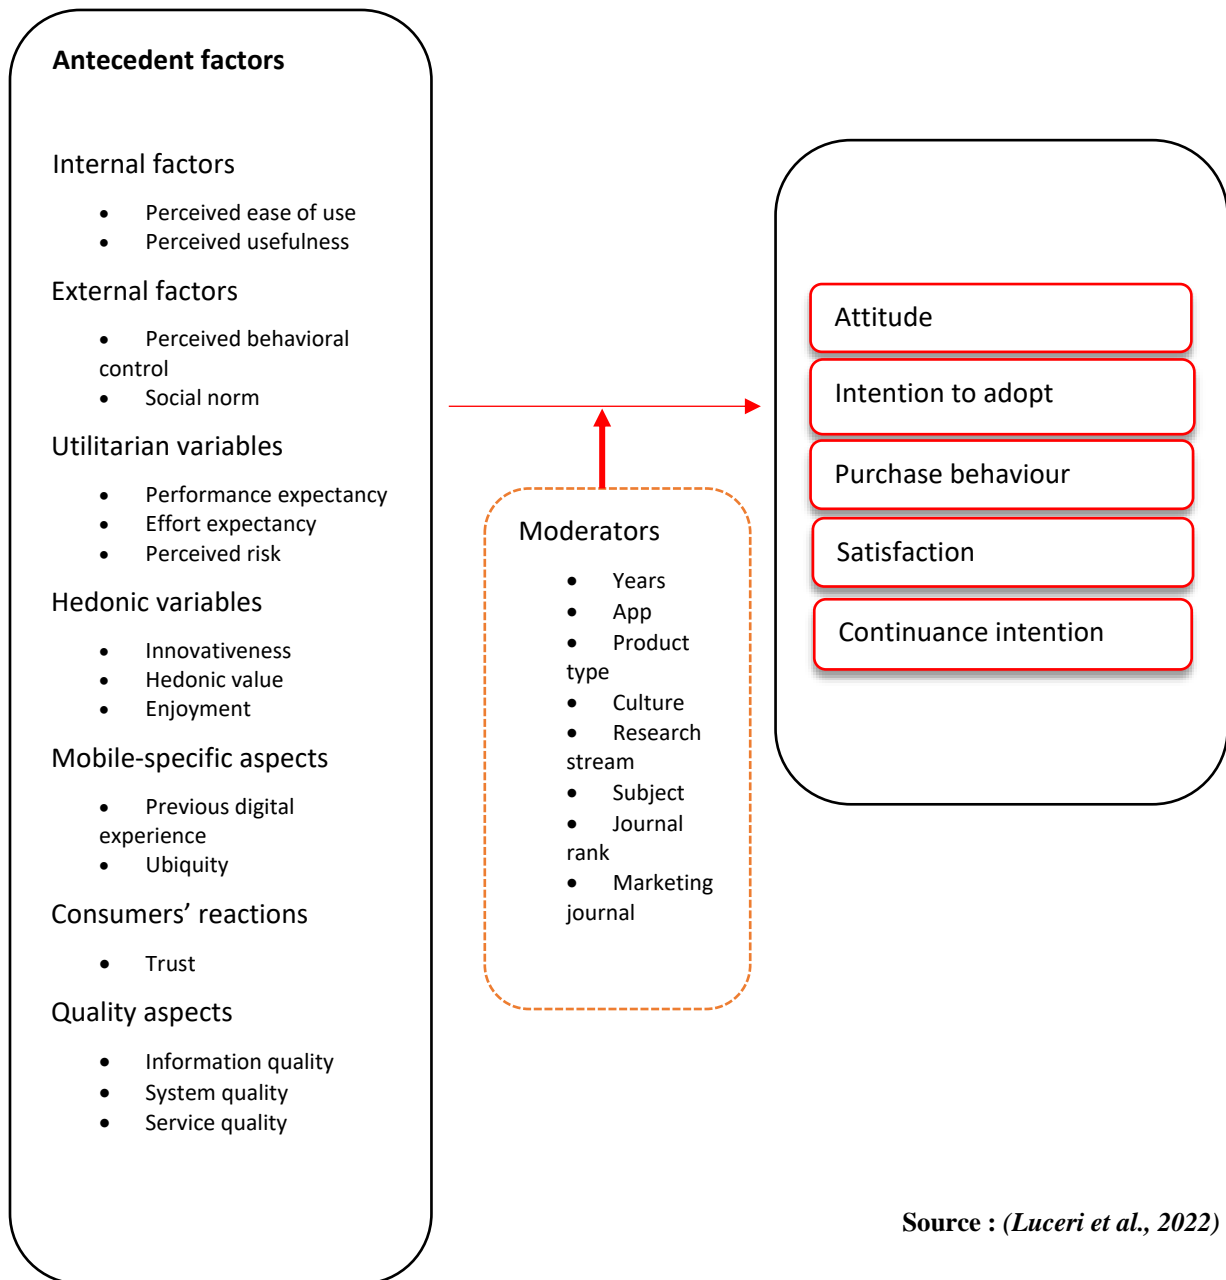 Antecedent factors
Internal factors
• Perceived ease of use
• Perceived usefulness
External factors
• Perceived behavioral
control
• Social norm
Utilitarian variables
• Performance expectancy
• Effort expectancy
• Perceived risk
Hedonic variables
• Innovativeness
• Hedonic value
• Enjoyment
Mobile-specific aspects
• Previous digital
experience
• Ubiquity
Consumers’ reactions
• Trust
Quality aspects
• Information quality
• System quality
• Service quality
Moderators
• Years
• App
• Product
type
• Culture
• Research
stream
• Subject
• Journal
rank
• Marketing
journal
Attitude
Intention to adopt
Purchase behaviour
Satisfaction
Continuance intention
Source : (Luceri et al., 2022)